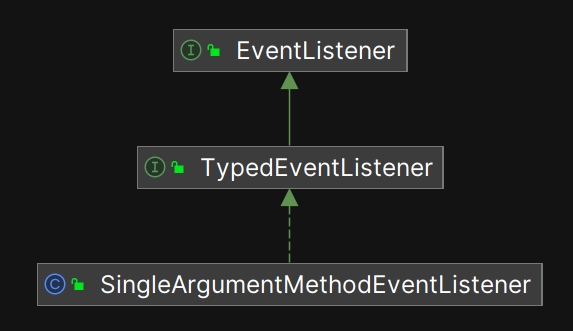 I EventListener
I TypedEventListener
C SingleArgumentMethodEventListener